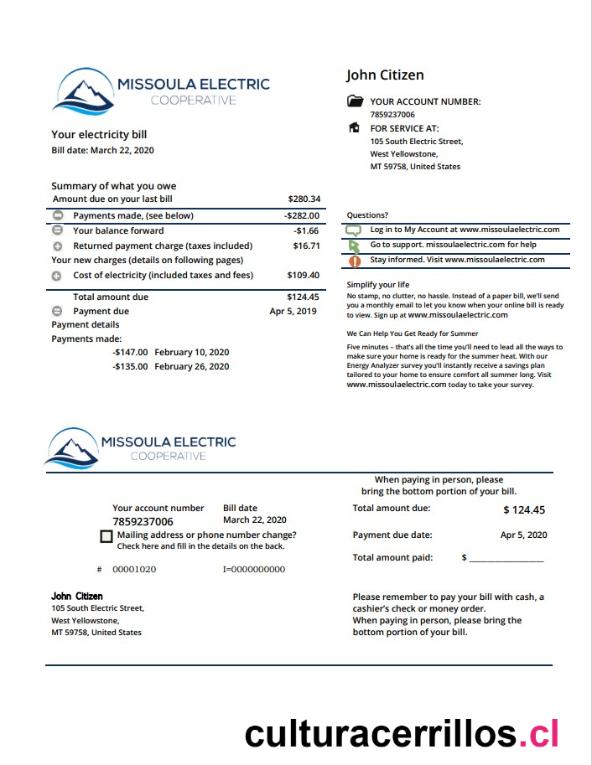 MISSOULA ELECTRIC
COOPERATIVE
Your electricity bill
Bill date: March 22, 2020
John Citizen
YOUR ACCOUNT NUMBER:
7859237006
FOR SERVICE AT:
105 South Electric Street,
West Yellowstone,
MT 59758, United States
Summary of what you owe
Amount due on your last bill $280.34
Payments made, (see below) -$282.00
Your balance forward -$1.66
Returned payment charge (taxes included) $16.71
Your new charges (details on following pages)
Cost of electricity (included taxes and fees) $109.40
Total amount due $124.45
Payment due Apr 5, 2019
Payment details
Payments made:
-$147.00 February 10, 2020
-$135.00 February 26, 2020
Questions?
Log in to My Account at www.missoulaelectric.com
Go to support. missoulaelectric.com for help
Stay informed. Visit www.missoulaelectric.com
Simplify your life
No stamp, no clutter, no hassle. Instead of a paper bill, we'll send
you a monthly email to let you know when your online bill is ready
to view. Sign up at www.missoulaelectric.com
We Can Help You Get Ready for Summer
Five minutes – that's all the time you'll need to lead all the ways to
make sure your home is ready for the summer heat. With our
Energy Analyzer survey you'll instantly receive a savings plan
tailored to your home to ensure comfort all summer long. Visit
www.missoulaelectric.com today to take your survey.
MISSOULA ELECTRIC
COOPERATIVE
When paying in person, please
bring the bottom portion of your bill.
Your account number Bill date
7859237006 March 22, 2020
Mailing address or phone number change?
Check here and fill in the details on the back.
# 00001020 I=0000000000
Total amount due: $ 124.45
Payment due date: Apr 5, 2020
Total amount paid: $ ________________
John Citizen
105 South Electric Street,
West Yellowstone,
MT 59758, United States
Please remember to pay your bill with cash, a
cashier's check or money order.
When paying in person, please bring the
bottom portion of your bill.
culturacerrillos.cl